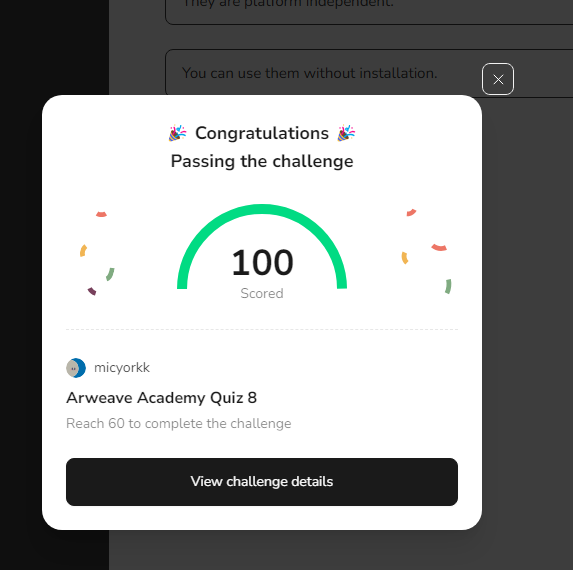 They are platform independent.
You can use them without installation.
Congratulations
Passing the challenge
100
Scored
micyorkk
Arweave Academy Quiz 8
Reach 60 to complete the challenge
View challenge details